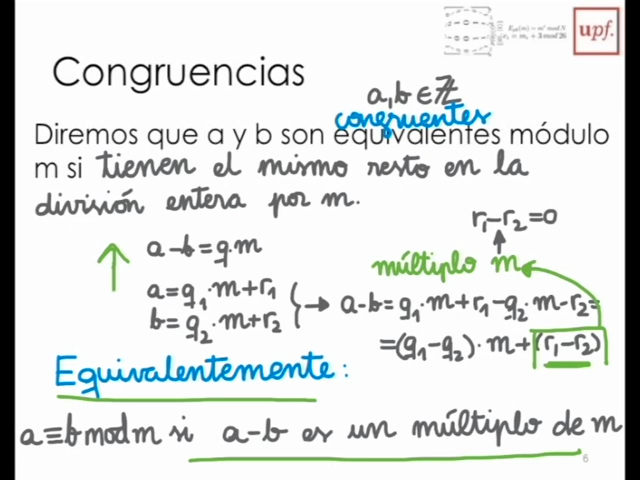 upf.
Congruencias
a, b ∈ ℤ
congruentes
Diremos que a y b son equivalentes módulo
m si tienen el mismo resto en la
división entera por m.
r₁-r₂=0
a-b=q·m
múltiplo m
a=q₁·m+r₁
b=q₂·m+r₂
→ a-b=q₁·m+r₁-q₂·m-r₂=
=(q₁-q₂)·m+(r₁-r₂)
Equivalentemente:
a≡b mod m si a-b es un múltiplo de m
6